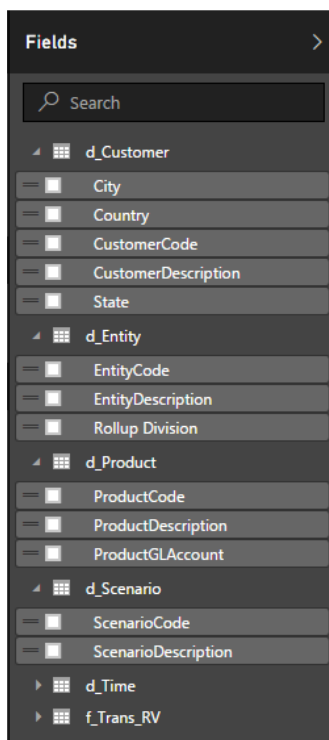 Fields
Search
d_Customer
City
Country
CustomerCode
CustomerDescription
State
d_Entity
EntityCode
EntityDescription
Rollup Division
d_Product
ProductCode
ProductDescription
ProductGLAccount
d_Scenario
ScenarioCode
ScenarioDescription
d_Time
f_Trans_RV